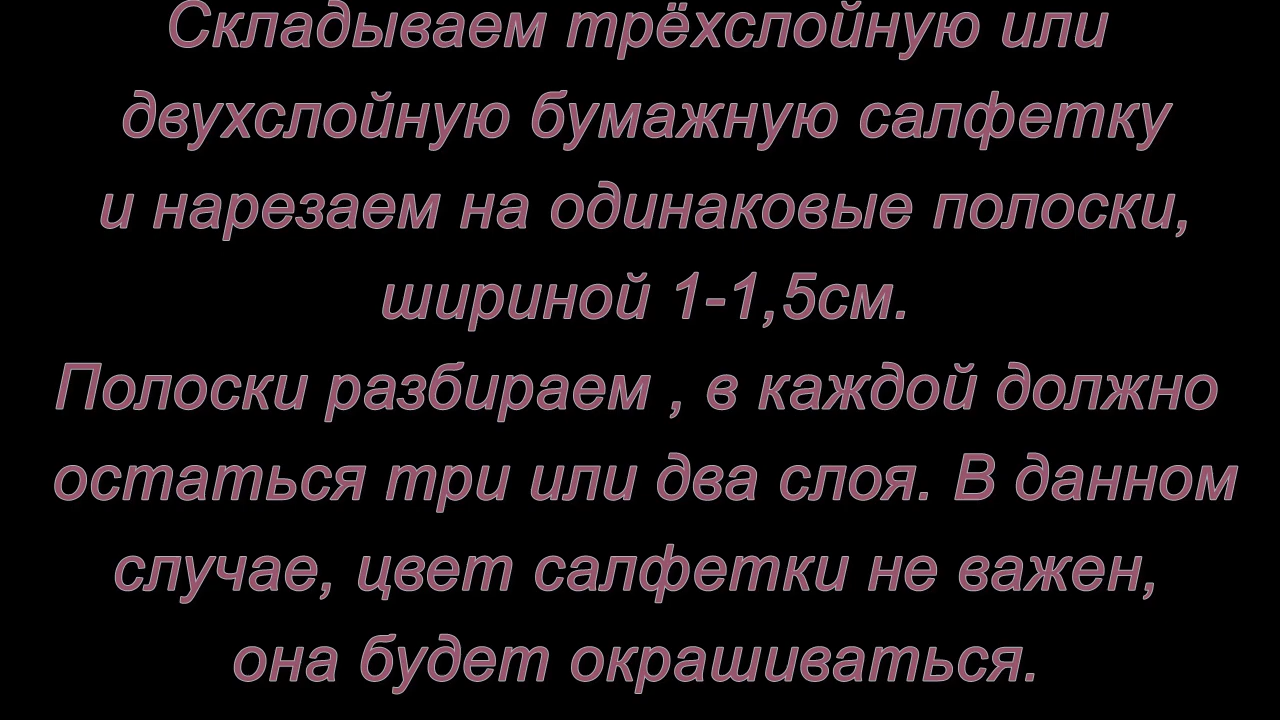 Складываем трёхслойную или
двухслойную бумажную салфетку
и нарезаем на одинаковые полоски,
шириной 1-1,5см.
Полоски разбираем , в каждой должно
остаться три или два слоя. В данном
случае, цвет салфетки не важен,
она будет окрашиваться.